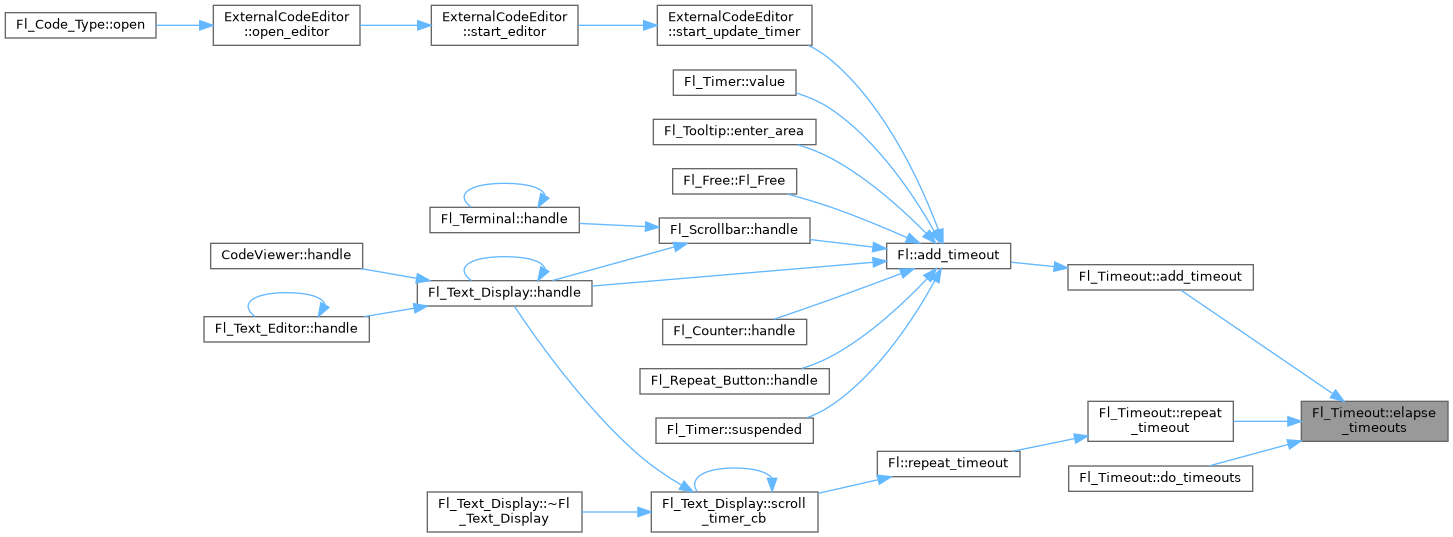 Fl_Code_Type::open
ExternalCodeEditor
::open_editor
ExternalCodeEditor
::start_editor
ExternalCodeEditor
::start_update_timer
Fl_Timer::value
Fl_Tooltip::enter_area
Fl_Free::Fl_Free
Fl_Terminal::handle
Fl_Scrollbar::handle
CodeViewer::handle
Fl::add_timeout
Fl_Timeout::add_timeout
Fl_Text_Display::handle
Fl_Text_Editor::handle
Fl_Counter::handle
Fl_Repeat_Button::handle
Fl_Timer::suspended
Fl_Timeout::repeat
_timeout
Fl_Timeout::elapse
_timeouts
Fl::repeat_timeout
Fl_Timeout::do_timeouts
Fl_Text_Display::~Fl
_Text_Display
Fl_Text_Display::scroll
_timer_cb